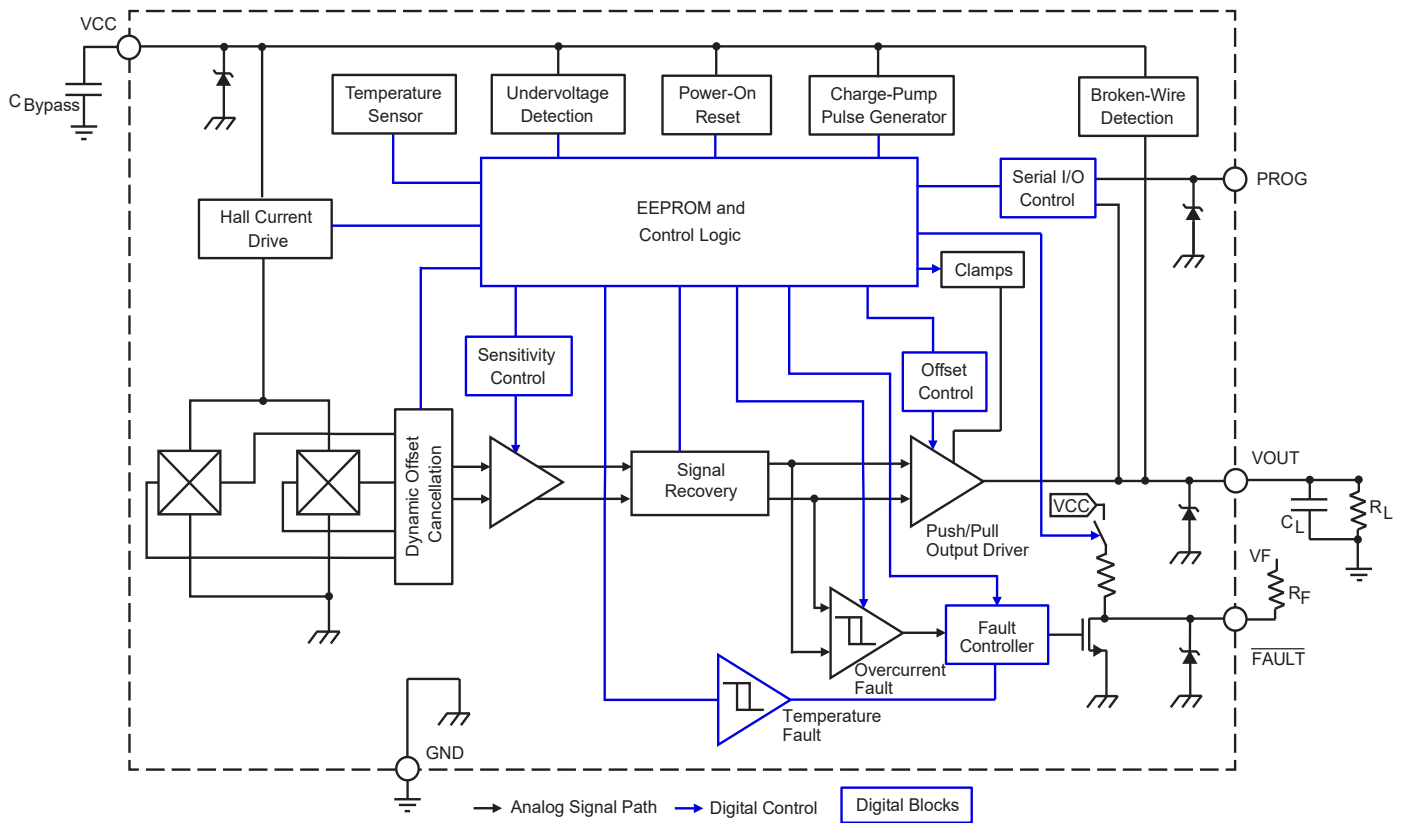 VCC
C Bypass
Temperature
Sensor
Undervoltage
Detection
Power-On
Reset
Charge-Pump
Pulse Generator
Broken-Wire
Detection
Hall Current
Drive
EEPROM and
Control Logic
Serial I/O
Control
PROG
Clamps
Sensitivity
Control
Offset
Control
Dynamic Offset
Cancellation
Signal
Recovery
Push/Pull
Output Driver
VCC
VOUT
CL
RL
VF
RF
Fault
Controller
FAULT
Overcurrent
Fault
Temperature
Fault
GND
Analog Signal Path
Digital Control
Digital Blocks